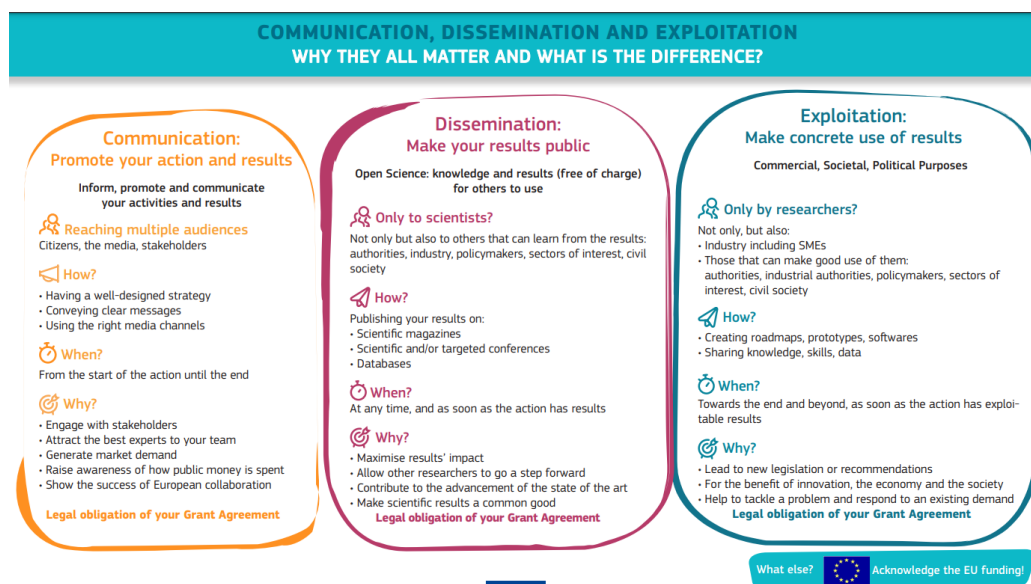 COMMUNICATION, DISSEMINATION AND EXPLOITATION
WHY THEY ALL MATTER AND WHAT IS THE DIFFERENCE?
Communication:
Promote your action and results
Inform, promote and communicate
your activities and results
Reaching multiple audiences
Citizens, the media, stakeholders
How?
• Having a well-designed strategy
• Conveying clear messages
• Using the right media channels
When?
From the start of the action until the end
Why?
• Engage with stakeholders
• Attract the best experts to your team
• Generate market demand
• Raise awareness of how public money is spent
• Show the success of European collaboration
Legal obligation of your Grant Agreement
Dissemination:
Make your results public
Open Science: knowledge and results (free of charge)
for others to use
Only to scientists?
Not only but also to others that can learn from the results:
authorities, industry, policymakers, sectors of interest, civil
society
How?
Publishing your results on:
• Scientific magazines
• Scientific and/or targeted conferences
• Databases
When?
At any time, and as soon as the action has results
Why?
• Maximise results' impact
• Allow other researchers to go a step forward
• Contribute to the advancement of the state of the art
• Make scientific results a common good
Legal obligation of your Grant Agreement
Exploitation:
Make concrete use of results
Commercial, Societal, Political Purposes
Only by researchers?
Not only, but also:
• Industry including SMEs
• Those that can make good use of them:
authorities, industrial authorities, policymakers, sectors of
interest, civil society
How?
• Creating roadmaps, prototypes, softwares
• Sharing knowledge, skills, data
When?
Towards the end and beyond, as soon as the action has exploi-
table results
Why?
• Lead to new legislation or recommendations
• For the benefit of innovation, the economy and the society
• Help to tackle a problem and respond to an existing demand
Legal obligation of your Grant Agreement
What else? Acknowledge the EU funding!